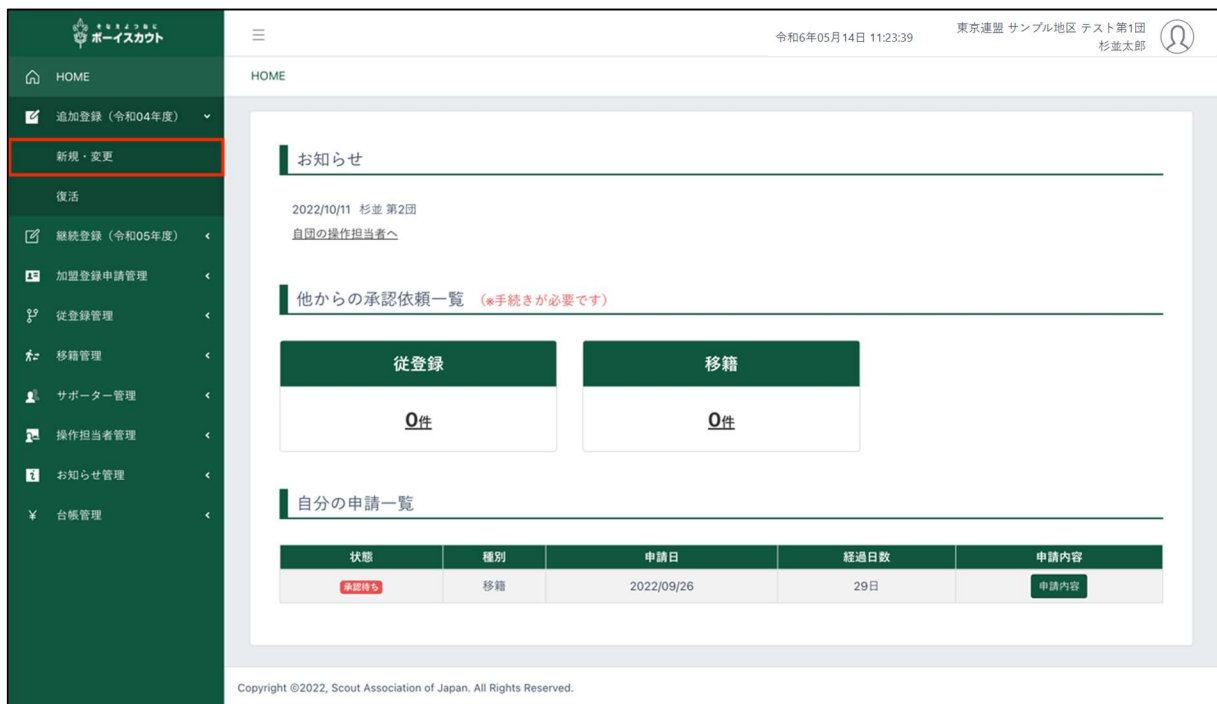 そなえよつねに
ボーイスカウト
令和6年05月14日 11:23:39
東京連盟 サンプル地区 テスト第1団
杉並太郎
HOME
追加登録（令和04年度）
新規・変更
復活
継続登録（令和05年度）
加盟登録申請管理
従登録管理
移籍管理
サポーター管理
操作担当者管理
お知らせ管理
¥ 台帳管理
HOME
お知らせ
2022/10/11 杉並 第2団
自団の操作担当者へ
他からの承認依頼一覧 （※手続きが必要です）
従登録
0件
移籍
0件
自分の申請一覧
状態 種別 申請日 経過日数 申請内容
承認待ち 移籍 2022/09/26 29日 申請内容
Copyright ©2022, Scout Association of Japan. All Rights Reserved.